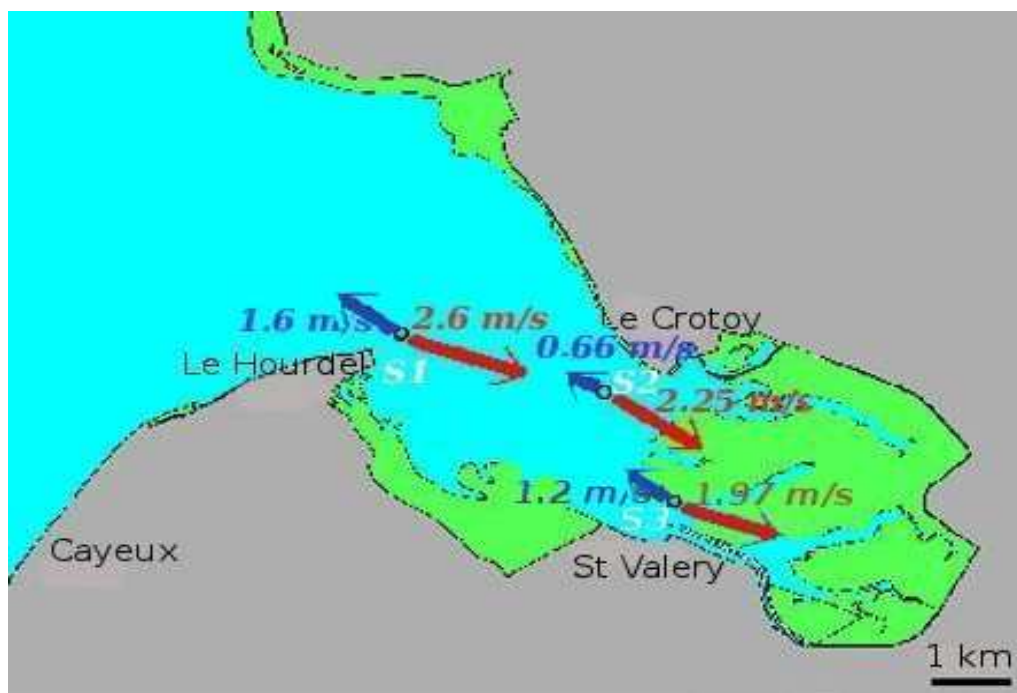 1.6 m/s
2.6 m/s
Le Crotoy
Le Hourdel
S1
0.66 m/s
S2
2.25 m/s
1.2 m/s
1.97 m/s
S3
Cayeux
St Valery
1 km